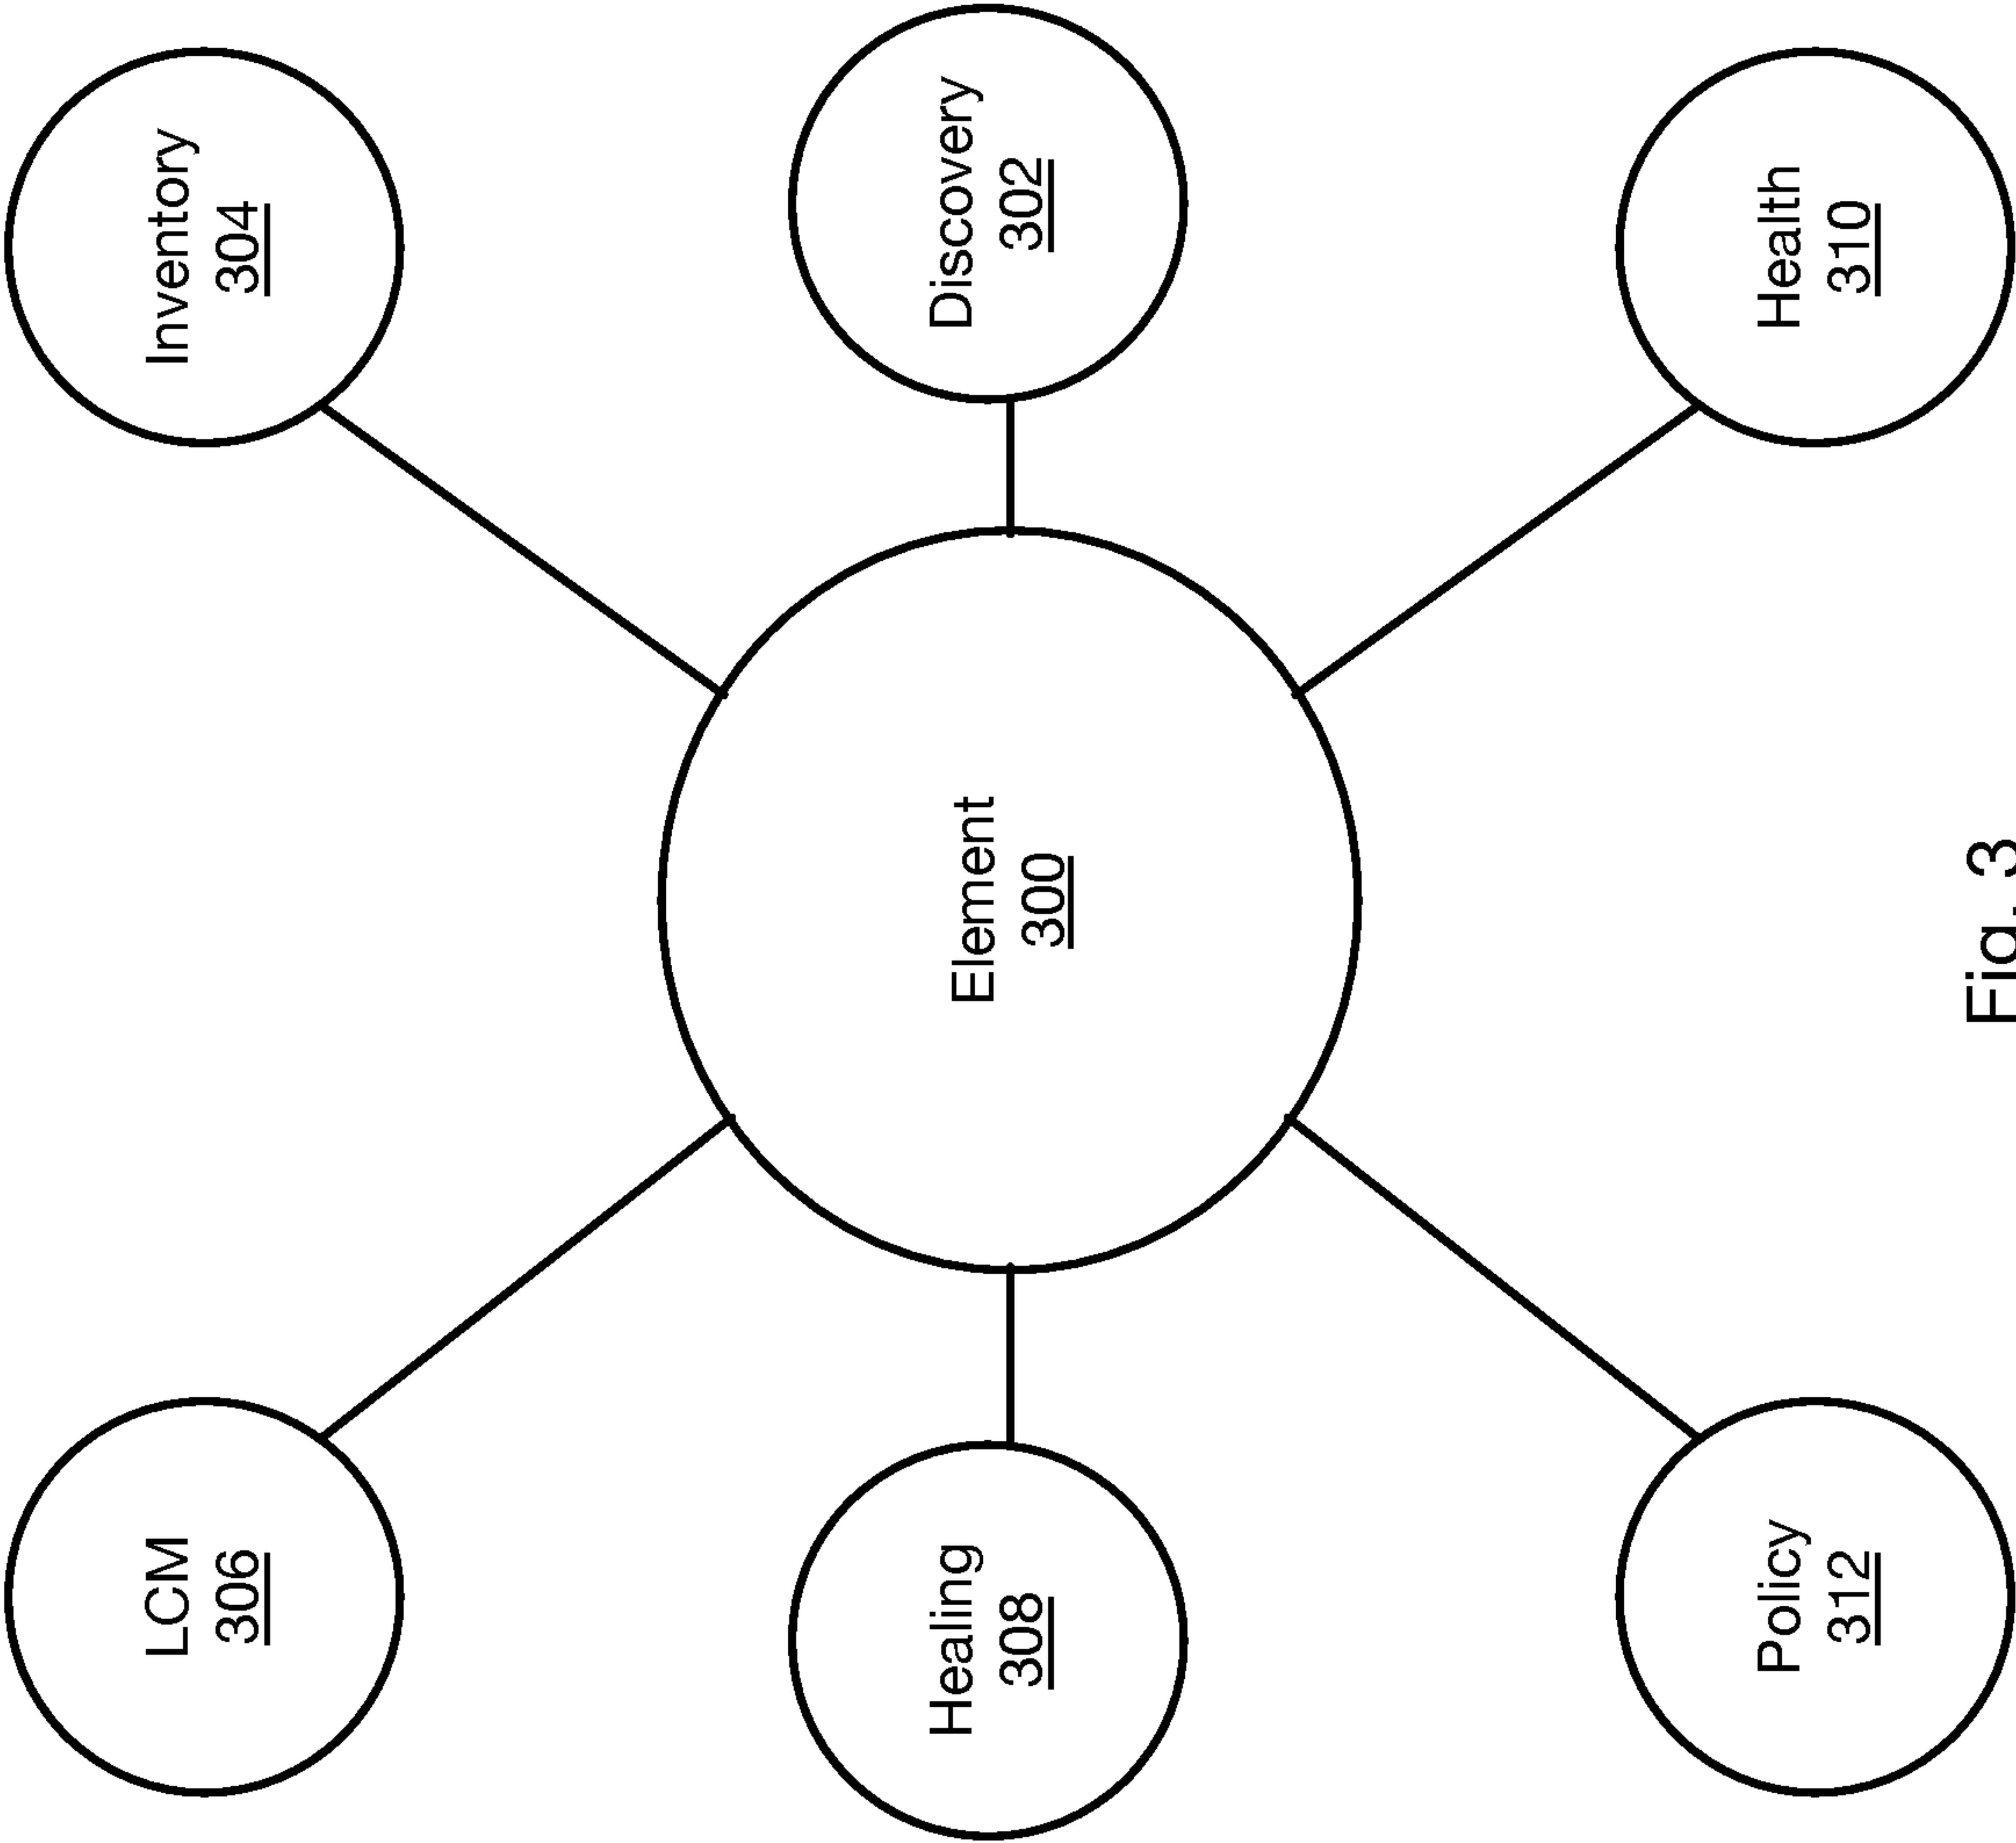 LCM
306
Inventory
304
Healing
308
Element
300
Discovery
302
Policy
312
Health
310
Fig. 3